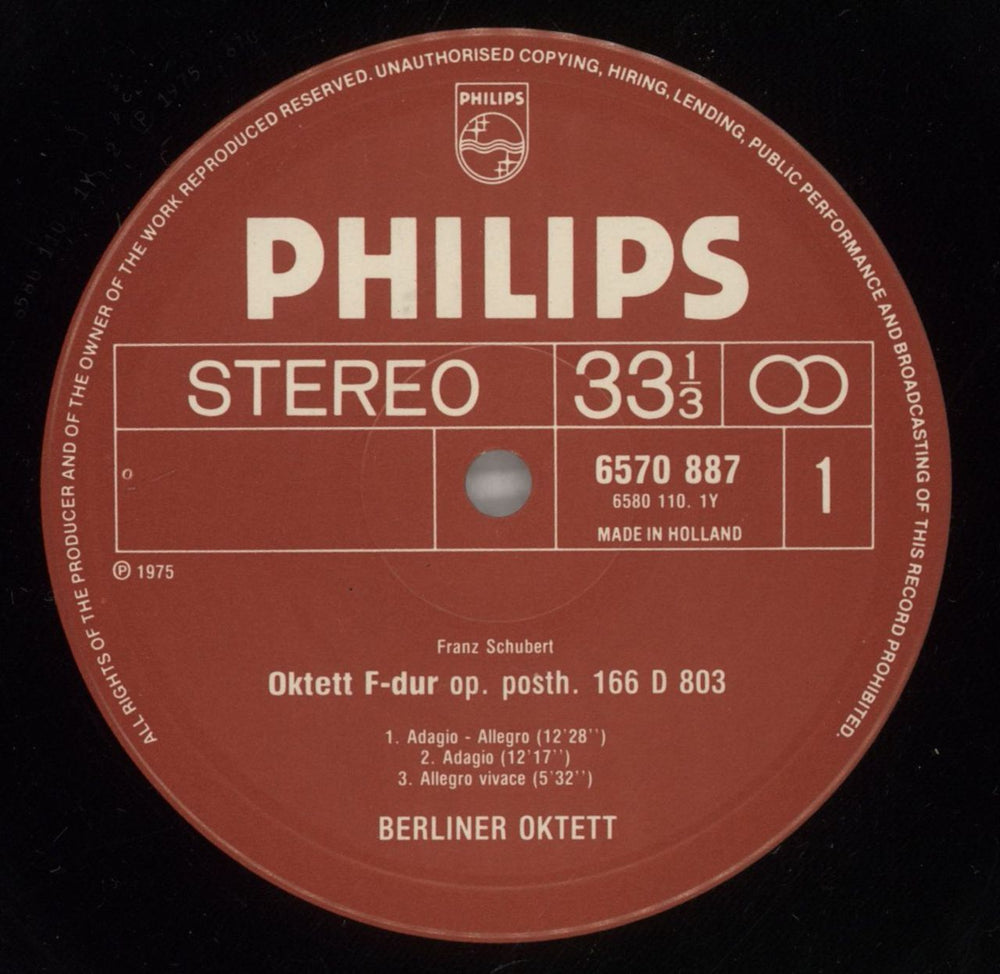 ALL RIGHTS OF THE PRODUCER AND OF THE OWNER OF THE WORK REPRODUCED RESERVED. UNAUTHORISED COPYING, HIRING, LENDING, PUBLIC PERFORMANCE AND BROADCASTING OF THIS RECORD PROHIBITED.
PHILIPS
PHILIPS
STEREO 33 1/3
6570 887 1
6580 110. 1Y
MADE IN HOLLAND
℗ 1975
Franz Schubert
Oktett F-dur op. posth. 166 D 803
1. Adagio - Allegro (12'28'')
2. Adagio (12'17'')
3. Allegro vivace (5'32'')
BERLINER OKTETT